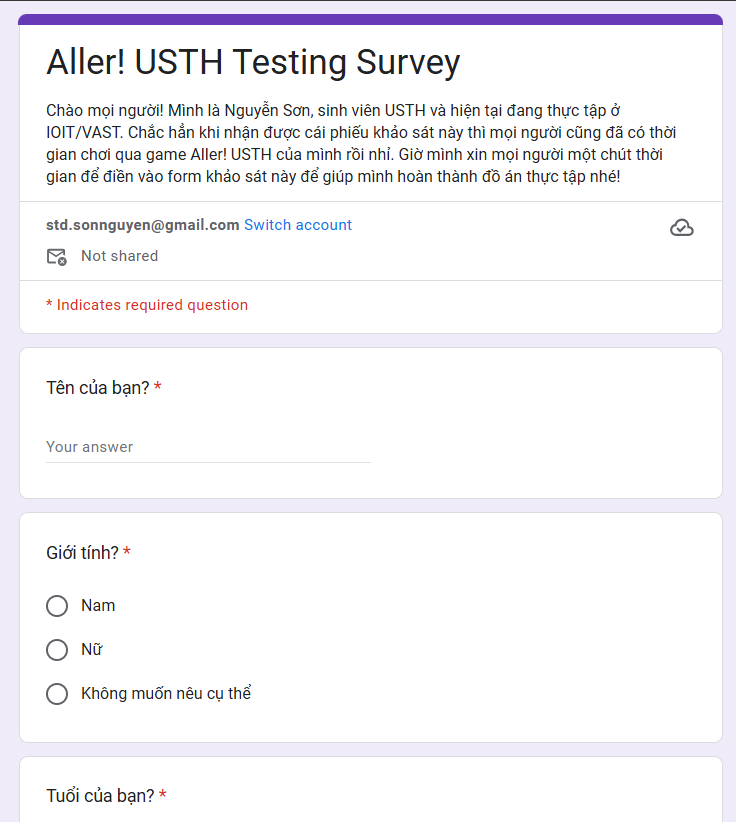 Aller! USTH Testing Survey
Chào mọi người! Mình là Nguyễn Sơn, sinh viên USTH và hiện tại đang thực tập ở
IOIT/VAST. Chắc hẳn khi nhận được cái phiếu khảo sát này thì mọi người cũng đã có thời
gian chơi qua game Aller! USTH của mình rồi nhỉ. Giờ mình xin mọi người một chút thời
gian để điền vào form khảo sát này để giúp mình hoàn thành đồ án thực tập nhé!
std.sonnguyen@gmail.com Switch account
Not shared
* Indicates required question
Tên của bạn? *
Your answer
Giới tính? *
Nam
Nữ
Không muốn nêu cụ thể
Tuổi của bạn? *